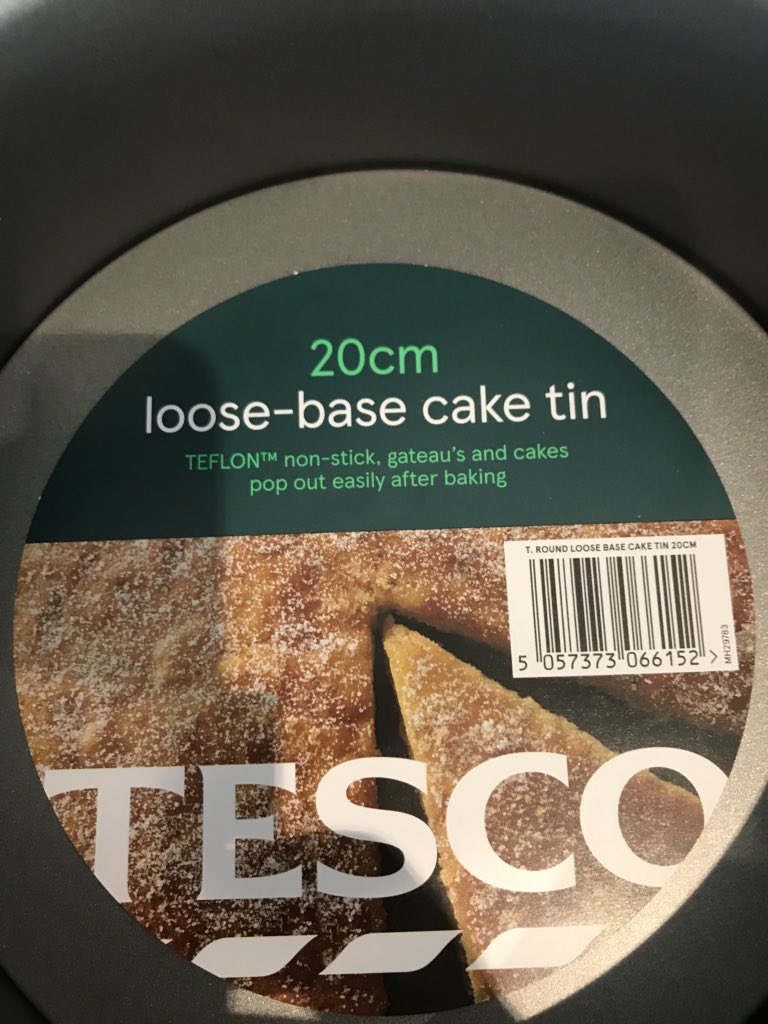 20cm
loose-base cake tin
TEFLON™ non-stick, gateau's and cakes
pop out easily after baking
T. ROUND LOOSE BASE CAKE TIN 20CM
5 057373 066152 >
MH29783
TESCO